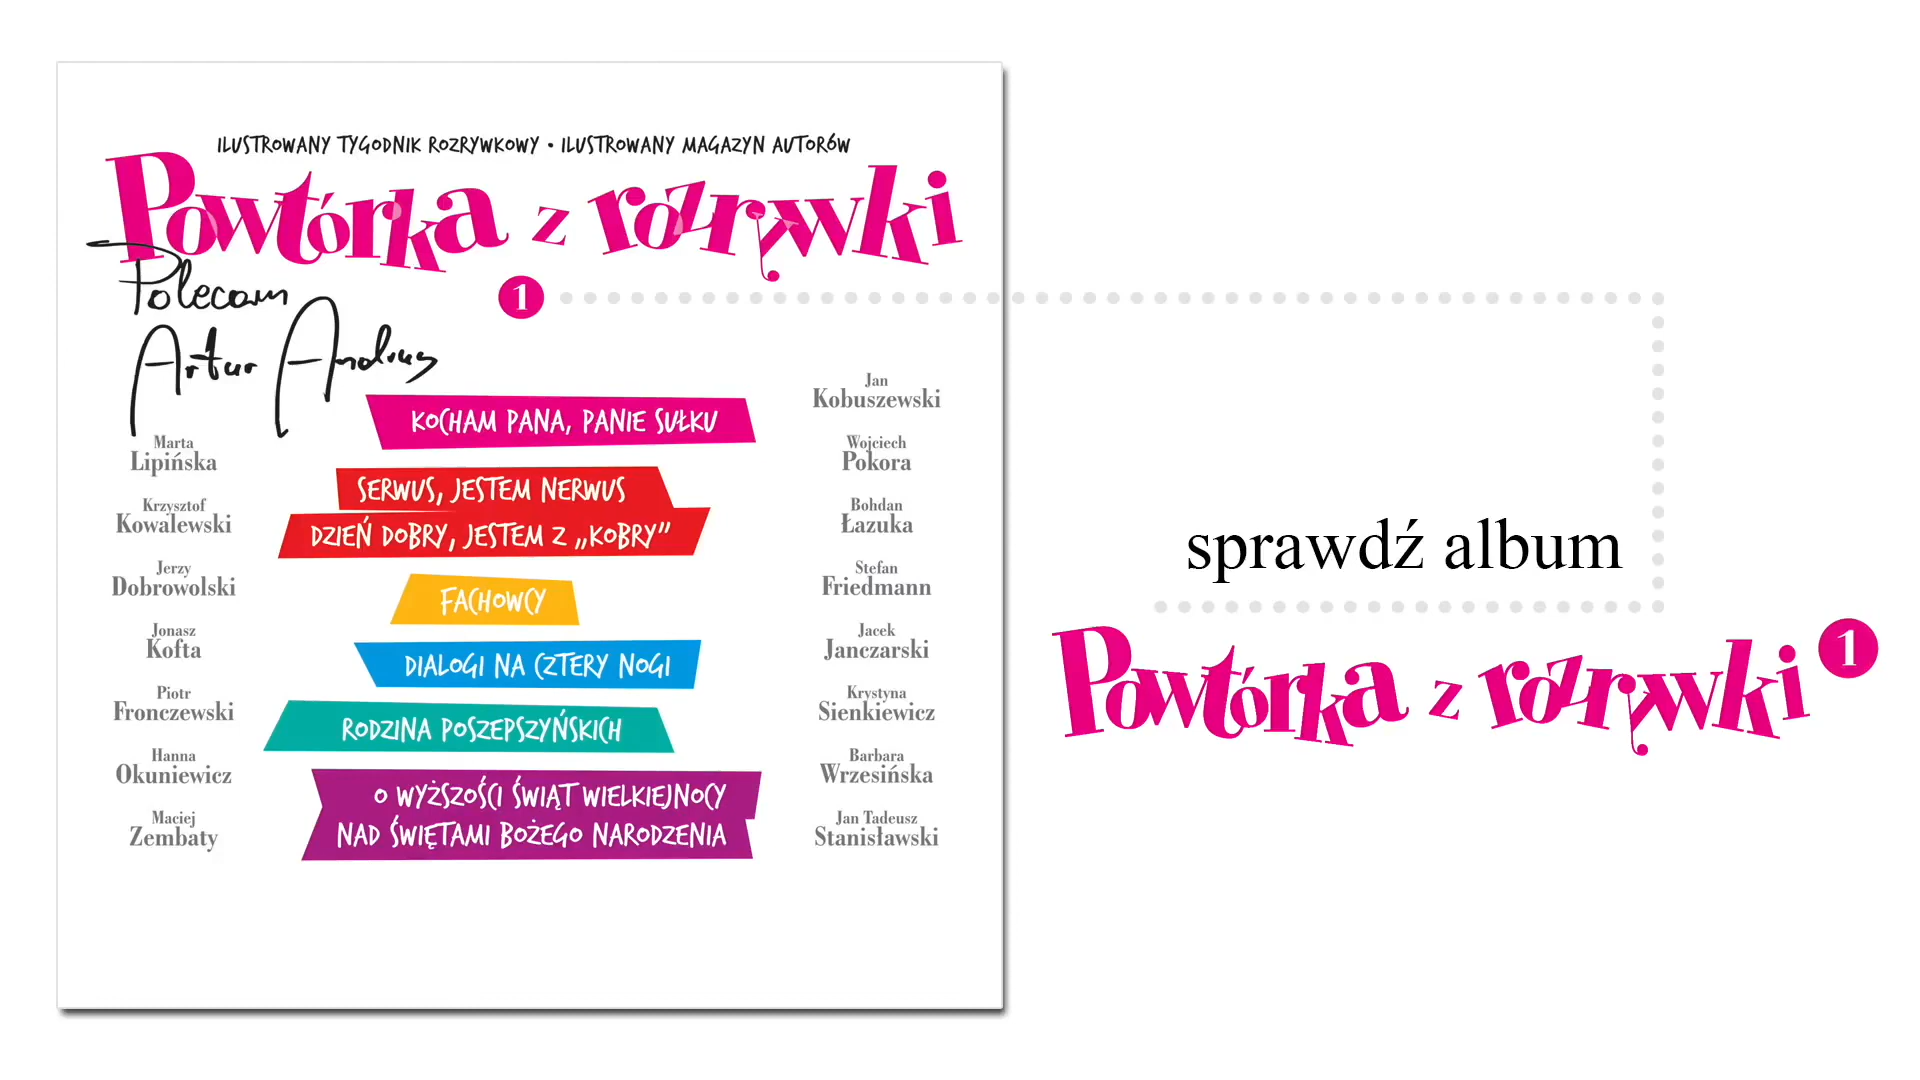 ILUSTROWANY TYGODNIK ROZRYWKOWY • ILUSTROWANY MAGAZYN AUTORÓW
Powtórka z rozrywki
1
Polecam
Artur Andrus
KOCHAM PANA, PANIE SUŁKU
SERWUS, JESTEM NERWUS
DZIEŃ DOBRY, JESTEM Z „KOBRY”
FACHOWCY
DIALOGI NA CZTERY NOGI
RODZINA POSZEPSZYŃSKICH
O WYŻSZOŚCI ŚWIĄT WIELKIEJNOCY
NAD ŚWIĘTAMI BOŻEGO NARODZENIA
Marta
Lipińska
Krzysztof
Kowalewski
Jerzy
Dobrowolski
Jonasz
Kofta
Piotr
Fronczewski
Hanna
Okuniewicz
Maciej
Zembaty
Jan
Kobuszewski
Wojciech
Pokora
Bohdan
Łazuka
Stefan
Friedmann
Jacek
Janczarski
Krystyna
Sienkiewicz
Barbara
Wrzesińska
Jan Tadeusz
Stanisławski
sprawdź album
Powtórka z rozrywki 1